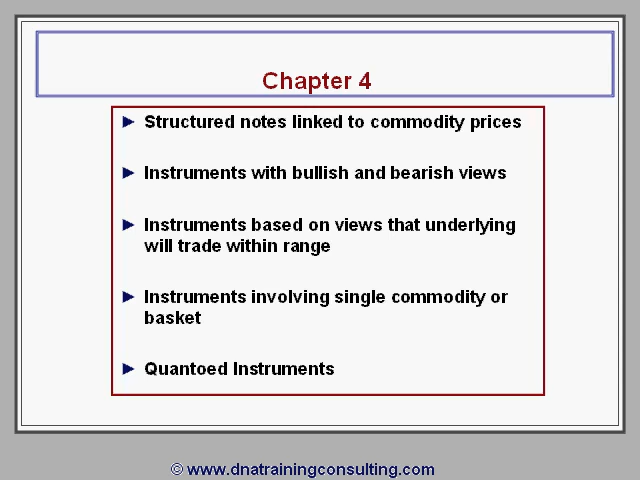 Chapter 4
► Structured notes linked to commodity prices
► Instruments with bullish and bearish views
► Instruments based on views that underlying
will trade within range
► Instruments involving single commodity or
basket
► Quantoed Instruments
© www.dnatrainingconsulting.com